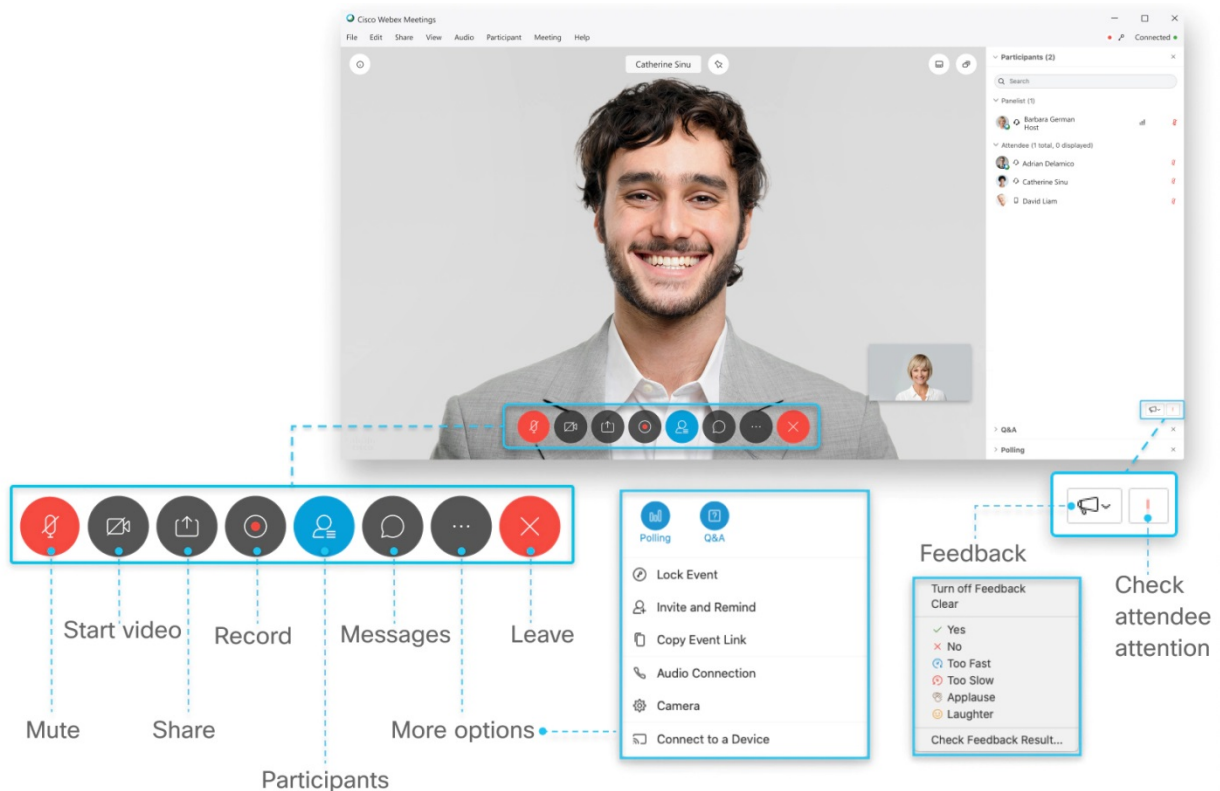 Cisco Webex Meetings
File Edit Share View Audio Participant Meeting Help
Connected
Catherine Sinu
Participants (2)
Search
Panelist (1)
Barbara German
Host
Attendee (1 total, 0 displayed)
Adrian Delamico
Catherine Sinu
David Liam
Q&A
Polling
Mute
Start video
Share
Record
Participants
Messages
More options
Leave
Polling Q&A
Lock Event
Invite and Remind
Copy Event Link
Audio Connection
Camera
Connect to a Device
Feedback
Turn off Feedback
Clear
Yes
No
Too Fast
Too Slow
Applause
Laughter
Check Feedback Result...
Check
attendee
attention